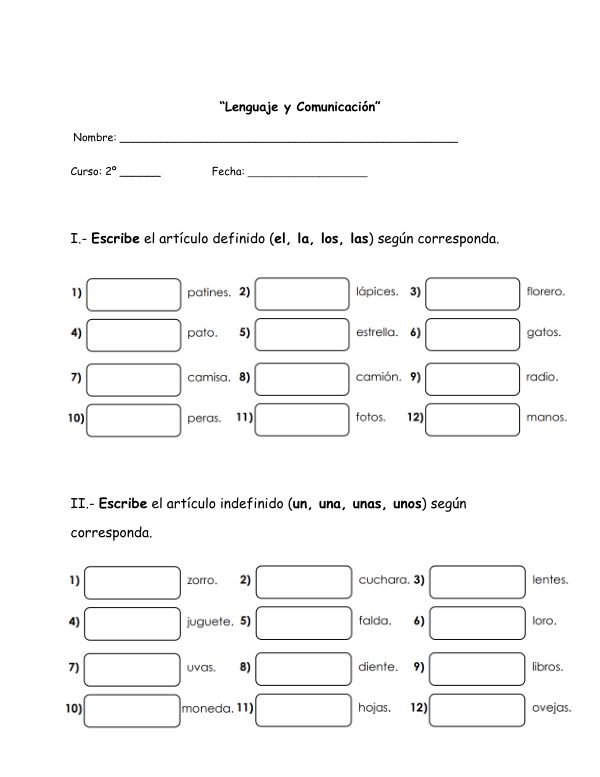 “Lenguaje y Comunicación”
Nombre: ______________________________________________
Curso: 2º ______ Fecha: __________________
I.- Escribe el artículo definido (el, la, los, las) según corresponda.
1) patines. 2) lápices. 3) florero.
4) pato. 5) estrella. 6) gatos.
7) camisa. 8) camión. 9) radio.
10) peras. 11) fotos. 12) manos.
II.- Escribe el artículo indefinido (un, una, unas, unos) según
corresponda.
1) zorro. 2) cuchara. 3) lentes.
4) juguete. 5) falda. 6) loro.
7) uvas. 8) diente. 9) libros.
10) moneda. 11) hojas. 12) ovejas.